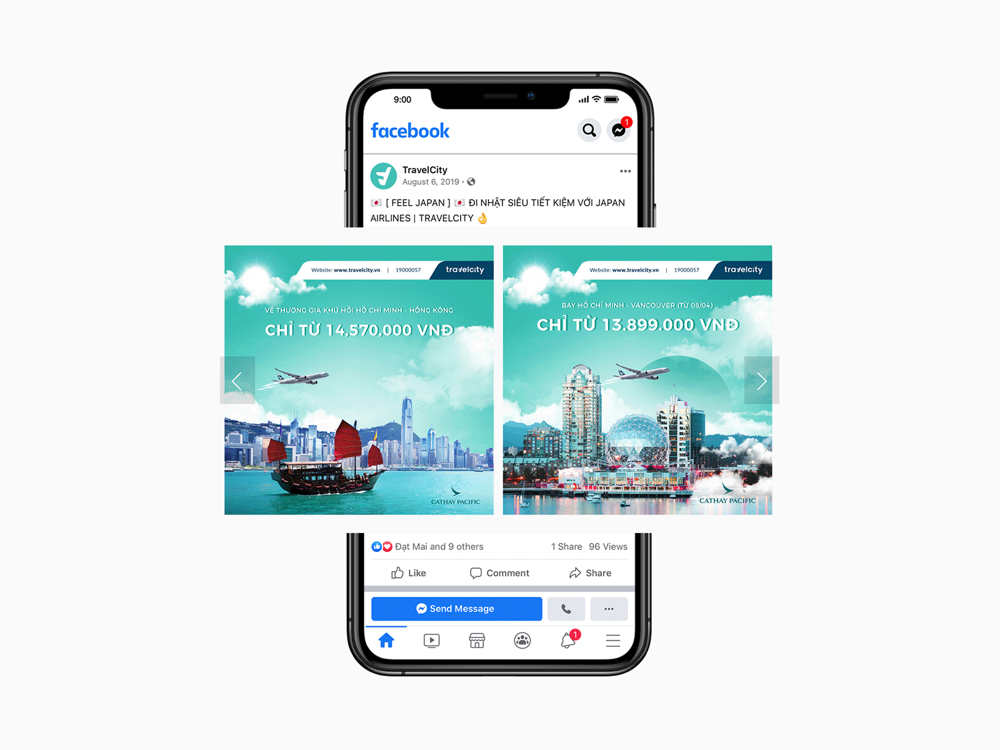 9:00
facebook
1
TravelCity
August 6, 2019 ·
[ FEEL JAPAN ] ĐI NHẬT SIÊU TIẾT KIỆM VỚI JAPAN
AIRLINES | TRAVELCITY
Website: www.travelcity.vn | 19000057 travelcity
VÉ THƯƠNG GIA KHỨ HỒI HỒ CHÍ MINH - HỒNG KÔNG
CHỈ TỪ 14,570,000 VNĐ
CATHAY PACIFIC
Website: www.travelcity.vn | 19000057 travelcity
BAY HỒ CHÍ MINH - VANCOUVER (TỪ 08/04)
CHỈ TỪ 13.899.000 VNĐ
CATHAY PACIFIC
Đạt Mai and 9 others 1 Share 96 Views
Like Comment Share
Send Message
1